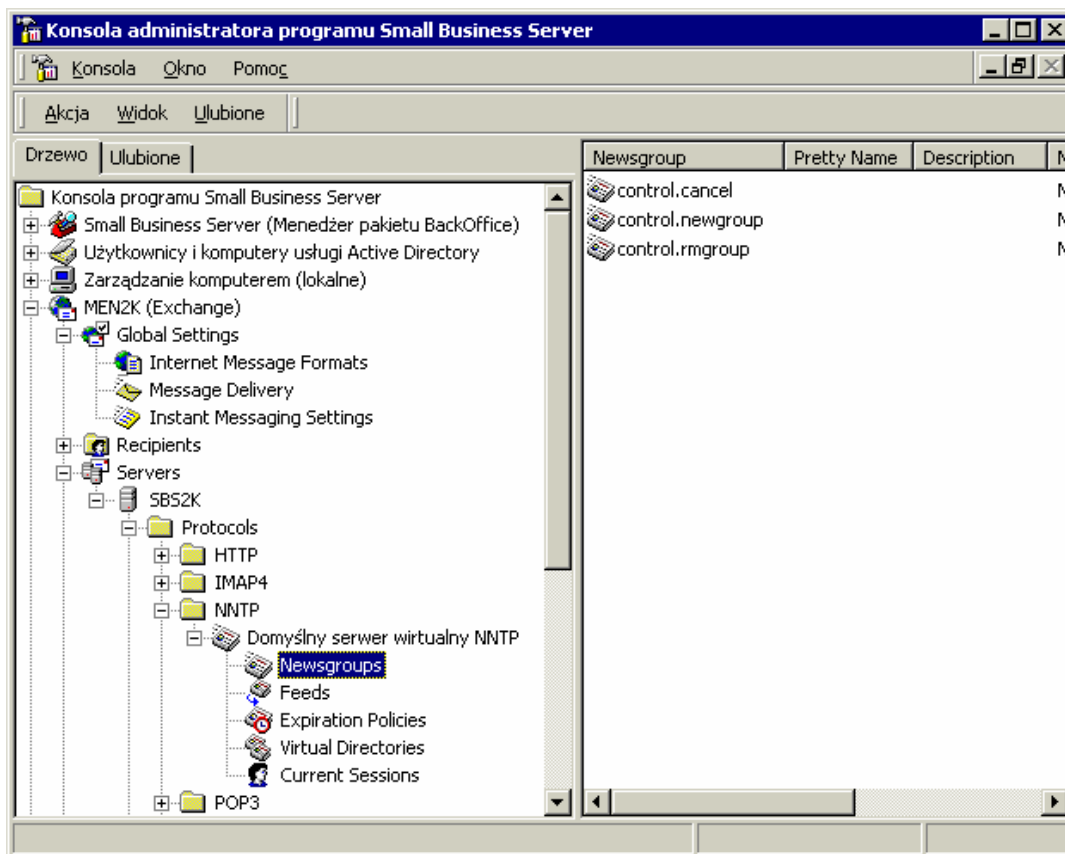 Konsola administratora programu Small Business Server
Konsola Okno Pomoc
Akcja Widok Ulubione
Drzewo Ulubione
Newsgroup Pretty Name Description
Konsola programu Small Business Server
Small Business Server (Menedżer pakietu BackOffice)
Użytkownicy i komputery usługi Active Directory
Zarządzanie komputerem (lokalne)
MEN2K (Exchange)
Global Settings
Internet Message Formats
Message Delivery
Instant Messaging Settings
Recipients
Servers
SBS2K
Protocols
HTTP
IMAP4
NNTP
Domyślny serwer wirtualny NNTP
Newsgroups
Feeds
Expiration Policies
Virtual Directories
Current Sessions
POP3
control.cancel
control.newgroup
control.rmgroup